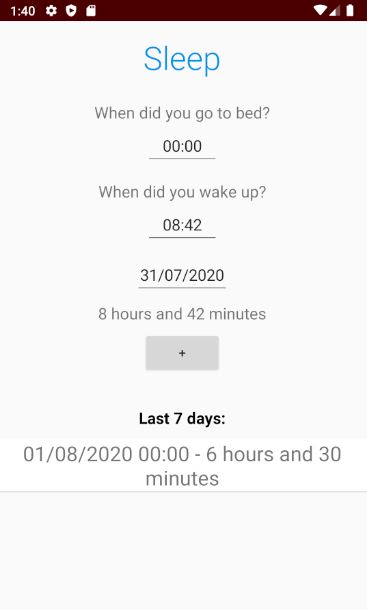 1:40
Sleep
When did you go to bed?
00:00
When did you wake up?
08:42
31/07/2020
8 hours and 42 minutes
+
Last 7 days:
01/08/2020 00:00 - 6 hours and 30
minutes